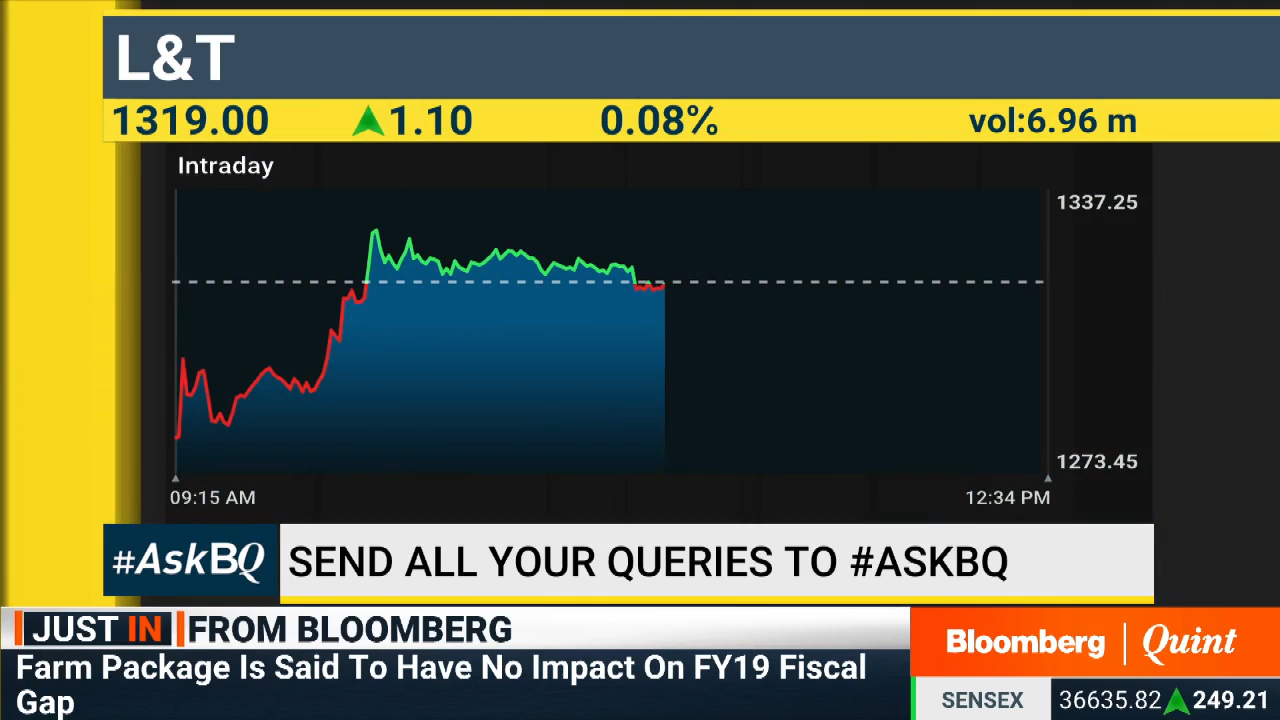 L&T
1319.00 1.10 0.08% vol:6.96 m
Intraday
1337.25
1273.45
09:15 AM 12:34 PM
#AskBQ SEND ALL YOUR QUERIES TO #ASKBQ
JUST IN FROM BLOOMBERG
Farm Package Is Said To Have No Impact On FY19 Fiscal
Gap
Bloomberg | Quint
SENSEX 36635.82 249.21